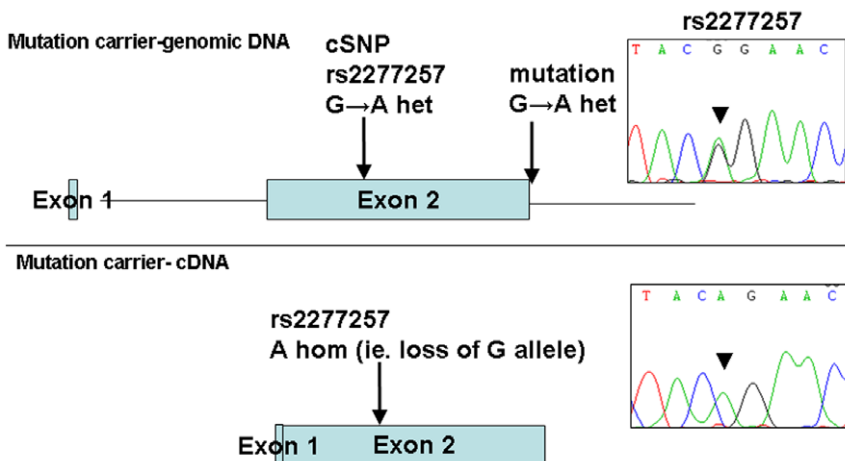 Mutation carrier-genomic DNA
cSNP
rs2277257
G→A het
mutation
G→A het
rs2277257
T A C G G A A C
Exon 1
Exon 2
Mutation carrier- cDNA
rs2277257
A hom (ie. loss of G allele)
T A C A G A A C
Exon 1
Exon 2